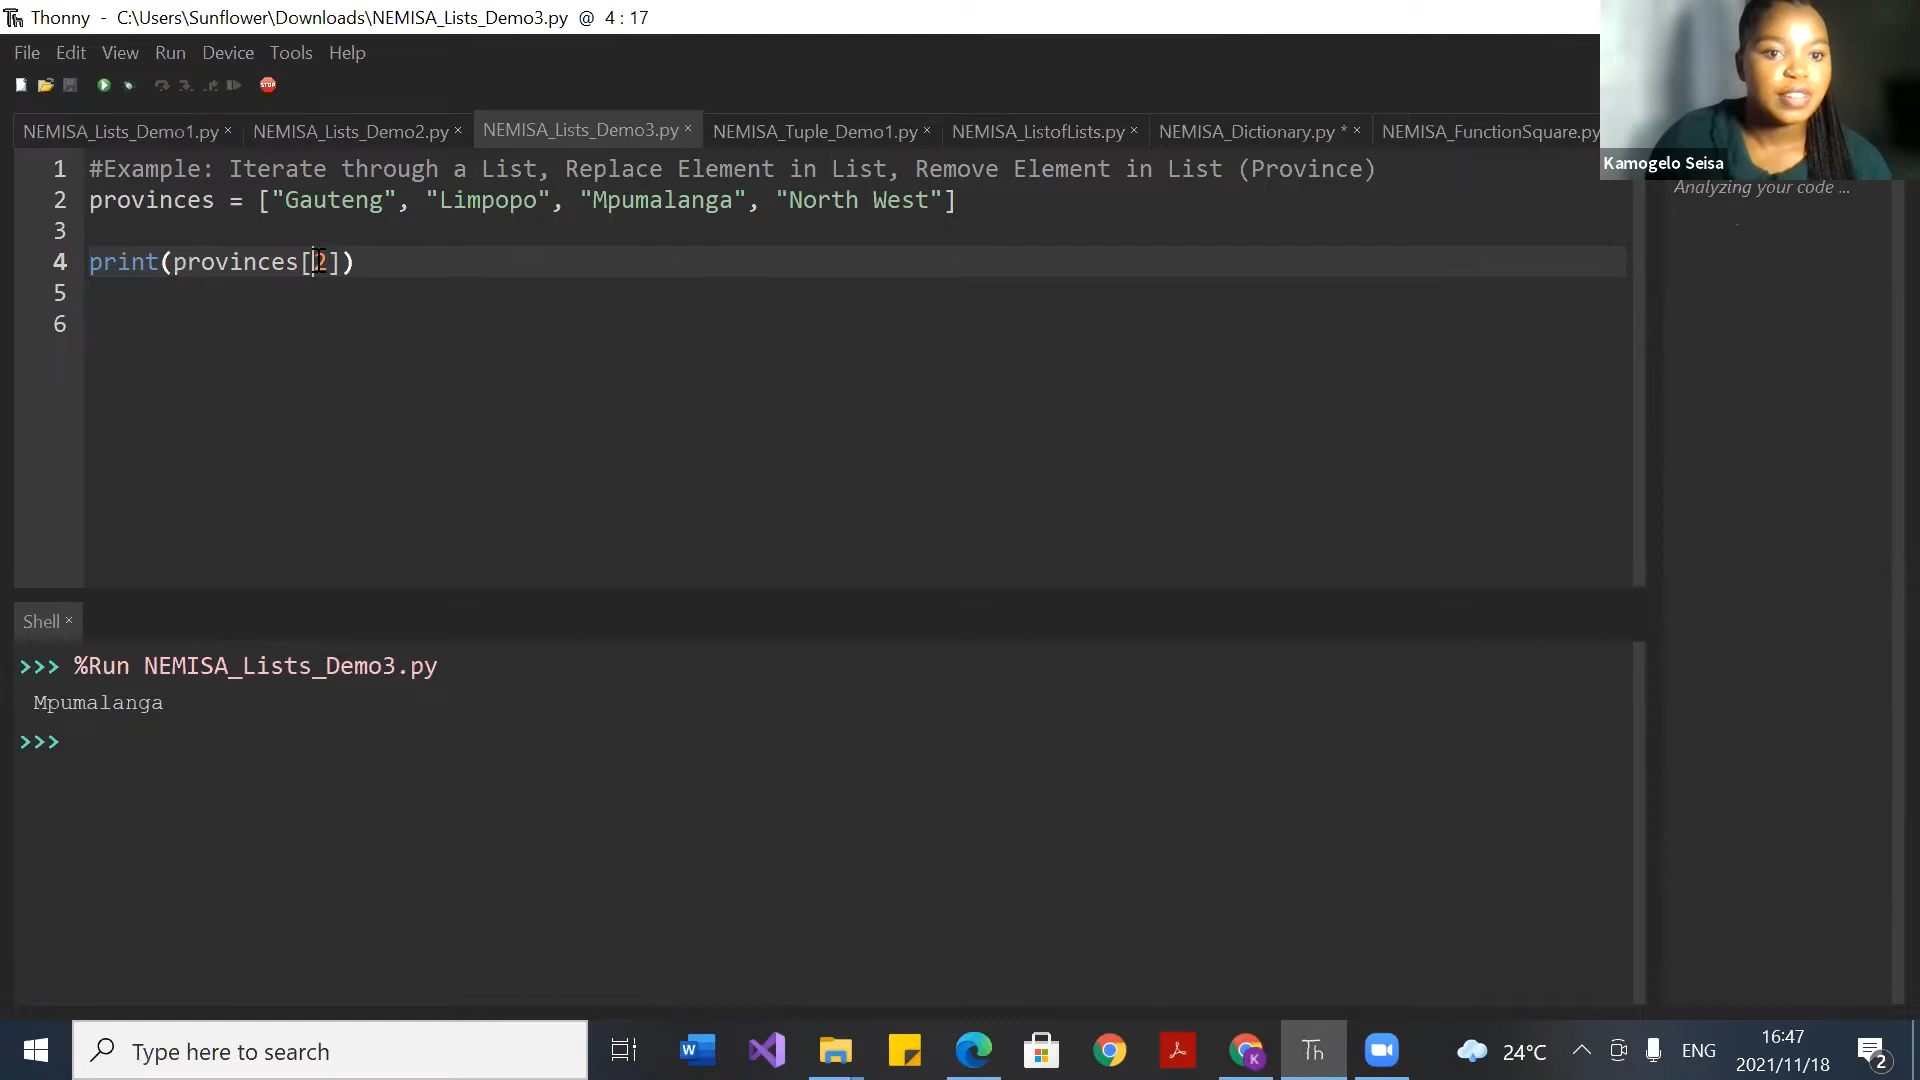 Th Thonny - C:\Users\Sunflower\Downloads\NEMISA_Lists_Demo3.py @ 4 : 17
File Edit View Run Device Tools Help
STOP
NEMISA_Lists_Demo1.py × NEMISA_Lists_Demo2.py × NEMISA_Lists_Demo3.py × NEMISA_Tuple_Demo1.py × NEMISA_ListofLists.py × NEMISA_Dictionary.py * × NEMISA_FunctionSquare.py
Kamogelo Seisa
Analyzing your code ...
1 #Example: Iterate through a List, Replace Element in List, Remove Element in List (Province)
2 provinces = ["Gauteng", "Limpopo", "Mpumalanga", "North West"]
3
4 print(provinces[2])
5
6
Shell ×
>>> %Run NEMISA_Lists_Demo3.py
Mpumalanga
>>>
Type here to search
W
K
Th
24°C
ENG
16:47
2021/11/18
2